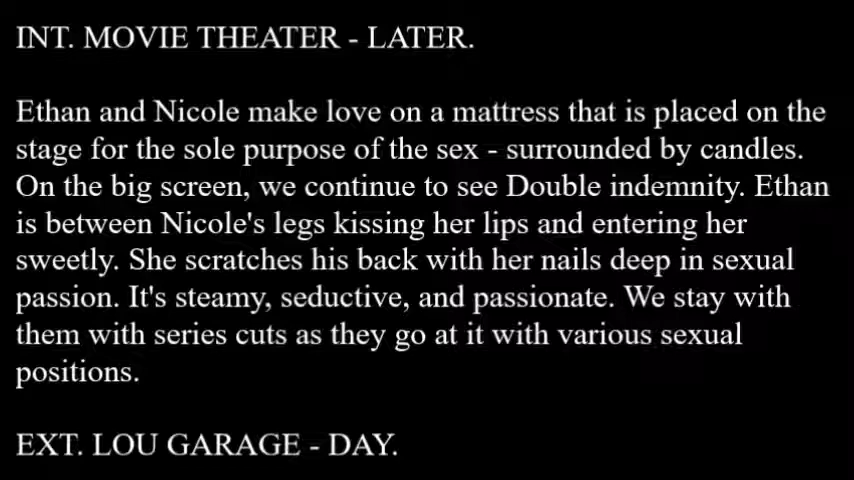 INT. MOVIE THEATER - LATER.
Ethan and Nicole make love on a mattress that is placed on the
stage for the sole purpose of the sex - surrounded by candles.
On the big screen, we continue to see Double indemnity. Ethan
is between Nicole's legs kissing her lips and entering her
sweetly. She scratches his back with her nails deep in sexual
passion. It's steamy, seductive, and passionate. We stay with
them with series cuts as they go at it with various sexual
positions.
EXT. LOU GARAGE - DAY.